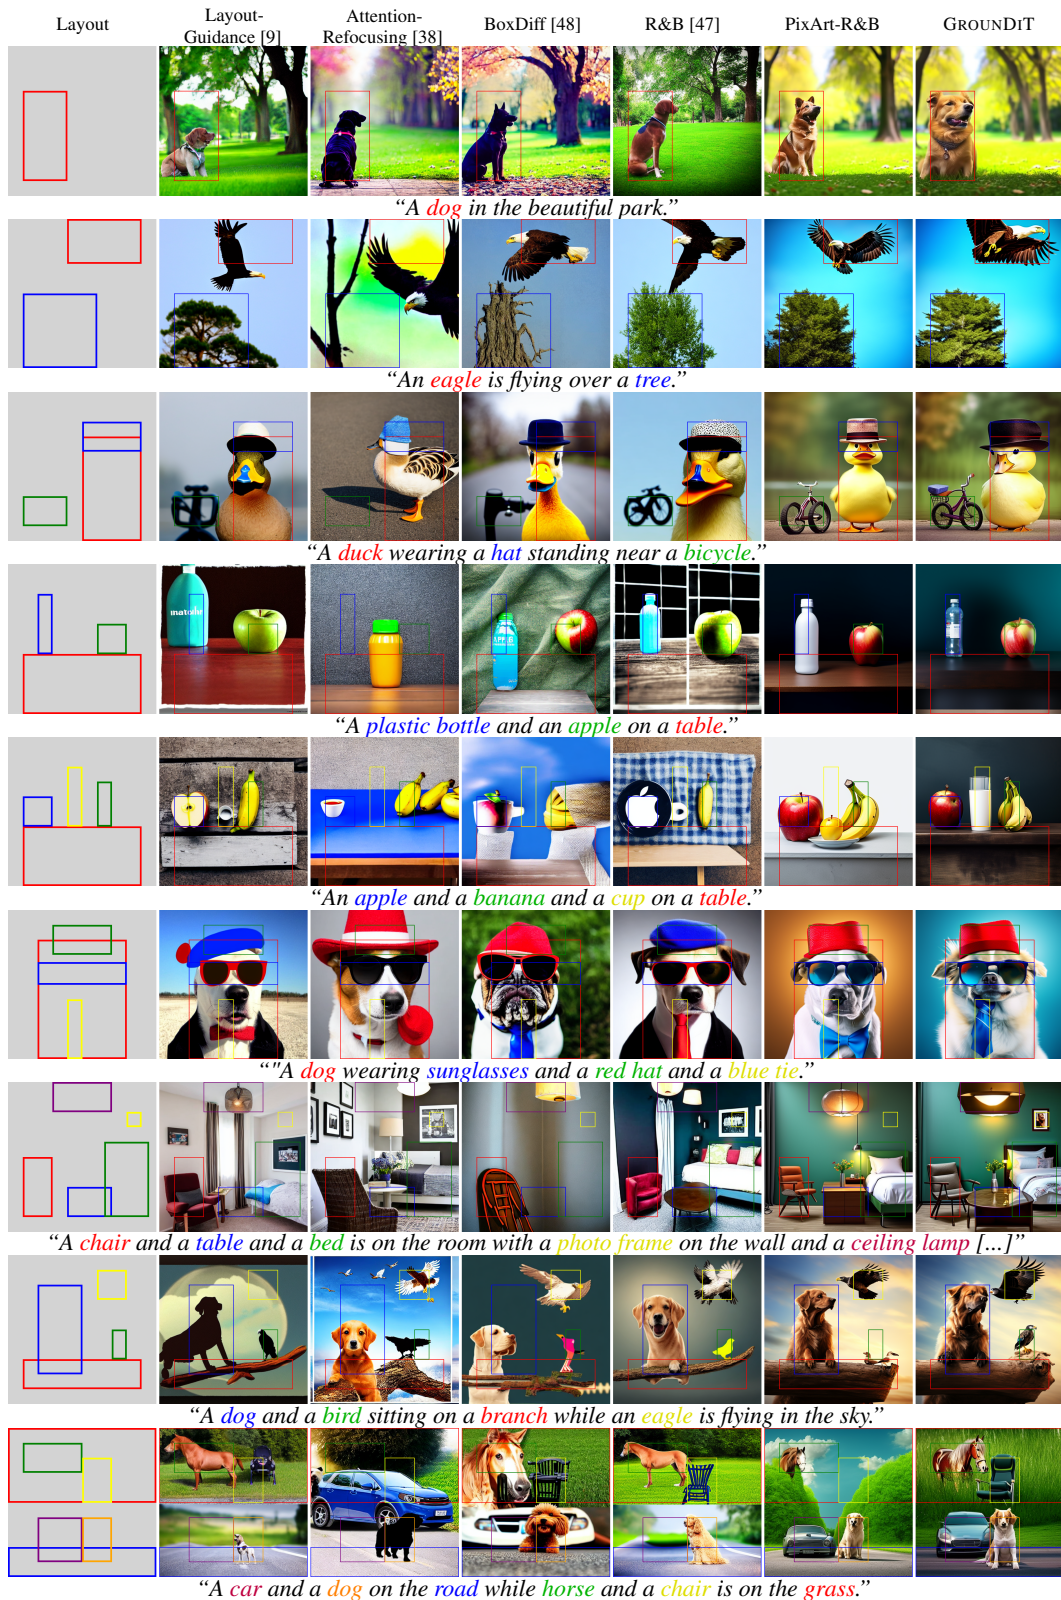 Layout
Layout-
Guidance [9]
Attention-
Refocusing [38]
BoxDiff [48]
R&B [47]
PixArt-R&B
GROUNDIT
“A dog in the beautiful park.”
“An eagle is flying over a tree.”
“A duck wearing a hat standing near a bicycle.”
“A plastic bottle and an apple on a table.”
“An apple and a banana and a cup on a table.”
“"A dog wearing sunglasses and a red hat and a blue tie.”
“A chair and a table and a bed is on the room with a photo frame on the wall and a ceiling lamp [...]”
“A dog and a bird sitting on a branch while an eagle is flying in the sky.”
“A car and a dog on the road while horse and a chair is on the grass.”